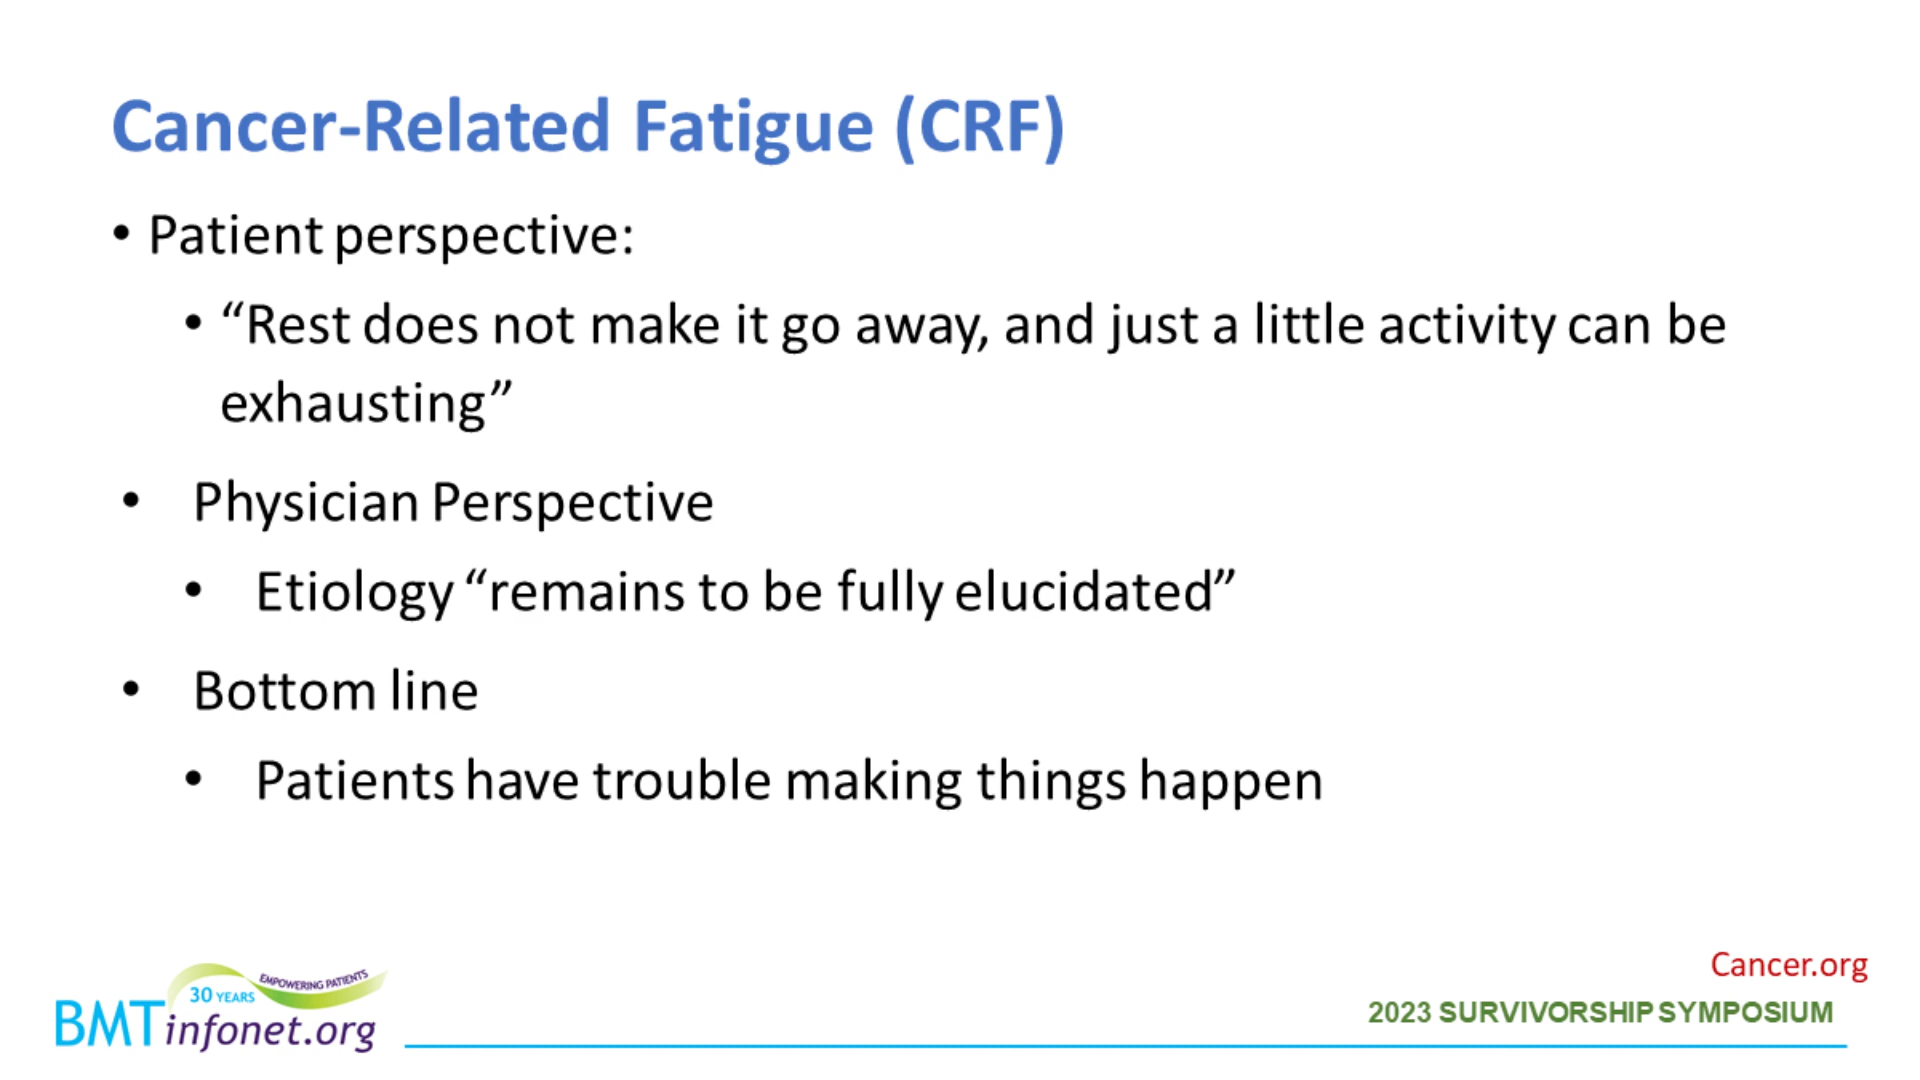 Cancer-Related Fatigue (CRF)
• Patient perspective:
• “Rest does not make it go away, and just a little activity can be
exhausting”
• Physician Perspective
• Etiology “remains to be fully elucidated”
• Bottom line
• Patients have trouble making things happen
Cancer.org
2023 SURVIVORSHIP SYMPOSIUM
EMPOWERING PATIENTS
30 YEARS
BMTinfonet.org